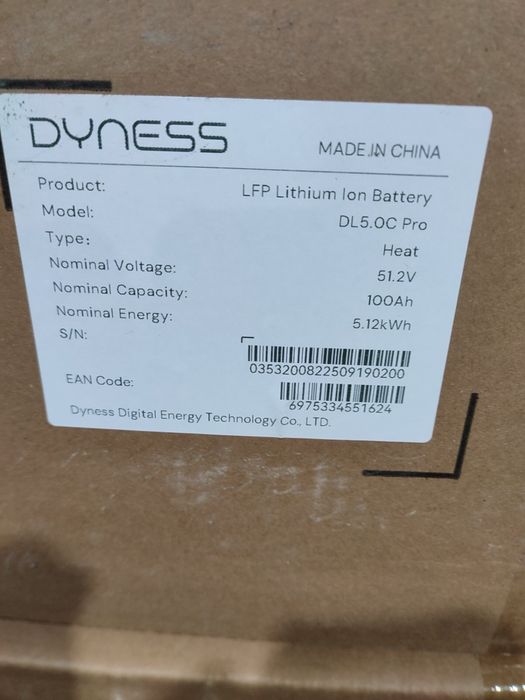 DYNESS
MADE IN CHINA
Product: LFP Lithium Ion Battery
Model: DL5.0C Pro
Type: Heat
Nominal Voltage: 51.2V
Nominal Capacity: 100Ah
Nominal Energy: 5.12kWh
S/N:
0353200822509190200
EAN Code:
6975334551624
Dyness Digital Energy Technology Co., LTD.